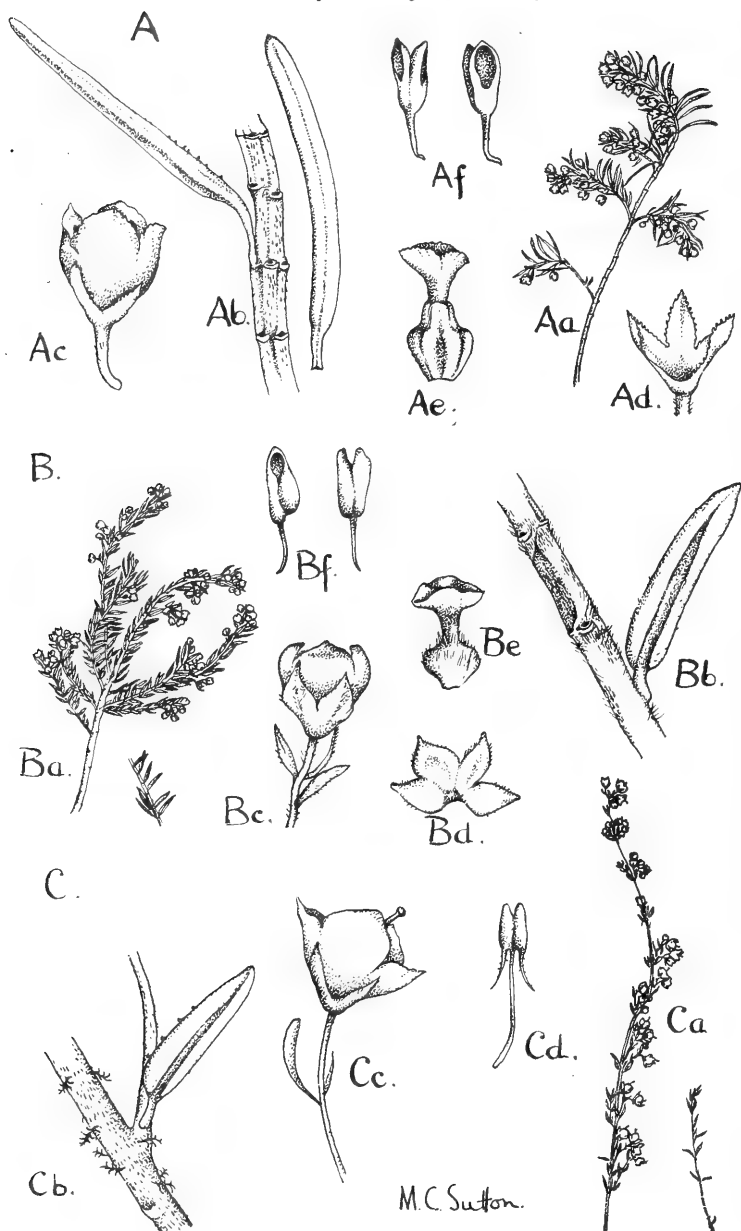 A
Af
Aa
Ab.
Ac
Ae.
Ad.
B.
Bf.
Be
Bb.
Ba.
Bc.
Bd.
C.
Ca
Cd.
Cc.
Cb.
M.C. Sutton.